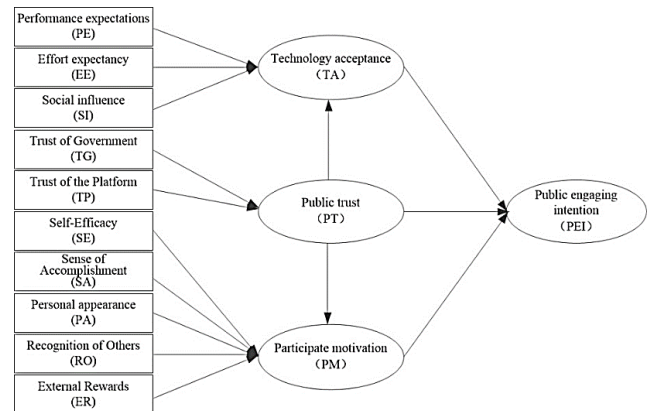 Performance expectations
(PE)
Effort expectancy
(EE)
Social influence
(SI)
Trust of Government
(TG)
Trust of the Platform
(TP)
Self-Efficacy
(SE)
Sense of
Accomplishment
(SA)
Personal appearance
(PA)
Recognition of Others
(RO)
External Rewards
(ER)
Technology acceptance
（TA）
Public trust
（PT）
Participate motivation
（PM）
Public engaging
intention
（PEI）